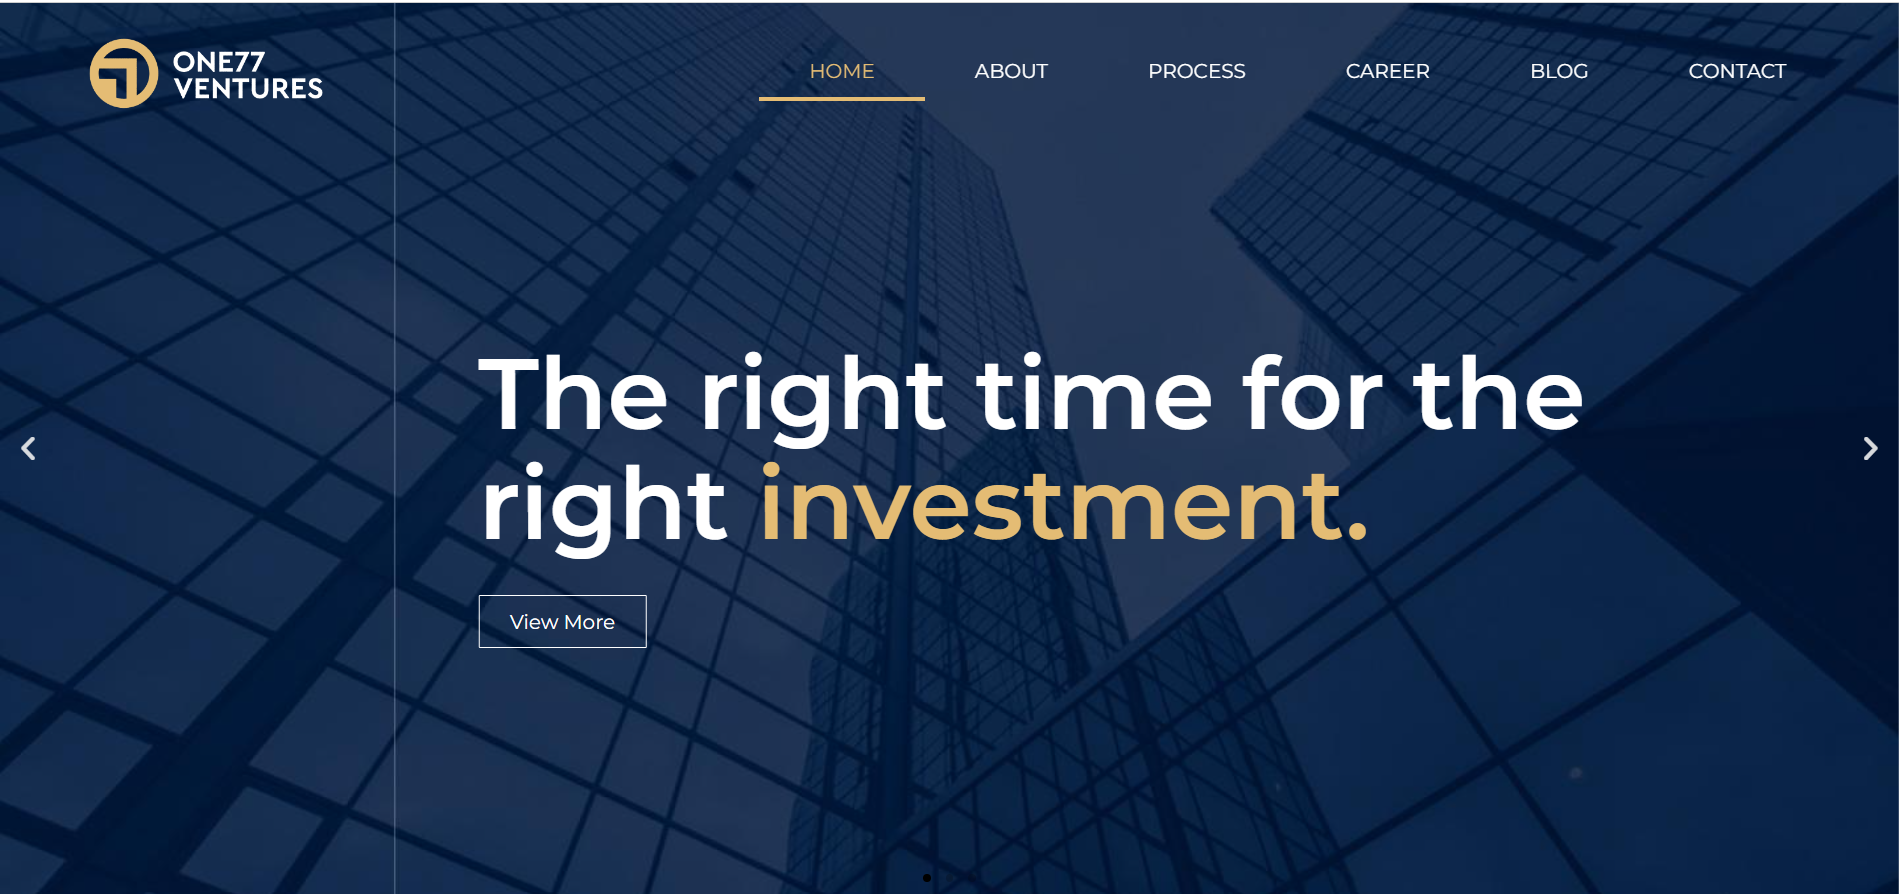 ONE77
VENTURES
HOME
ABOUT
PROCESS
CAREER
BLOG
CONTACT
The right time for the
right investment.
View More